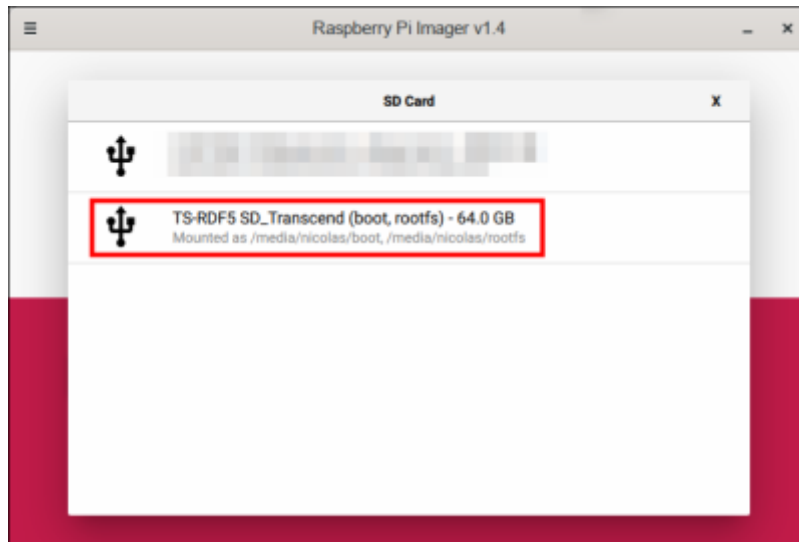 Raspberry Pi Imager v1.4
SD Card
X
TS-RDF5 SD_Transcend (boot, rootfs) - 64.0 GB
Mounted as /media/nicolas/boot, /media/nicolas/rootfs